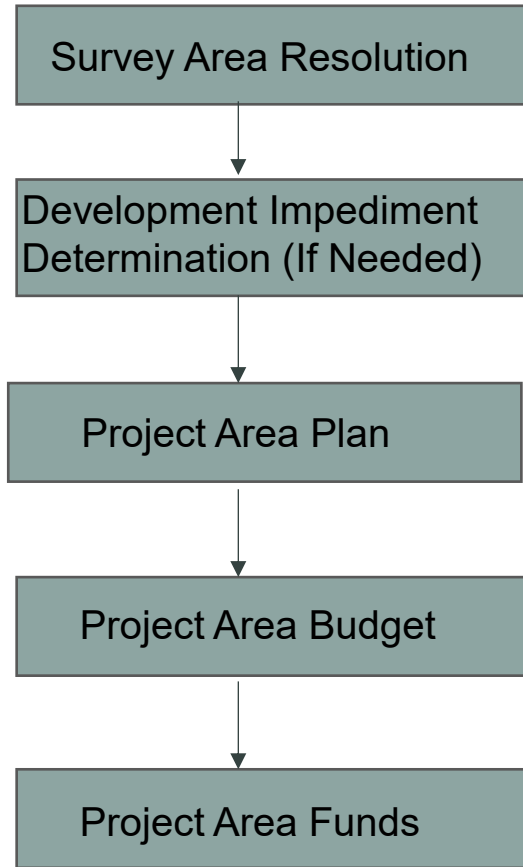 Survey Area Resolution
Development Impediment
Determination (If Needed)
Project Area Plan
Project Area Budget
Project Area Funds